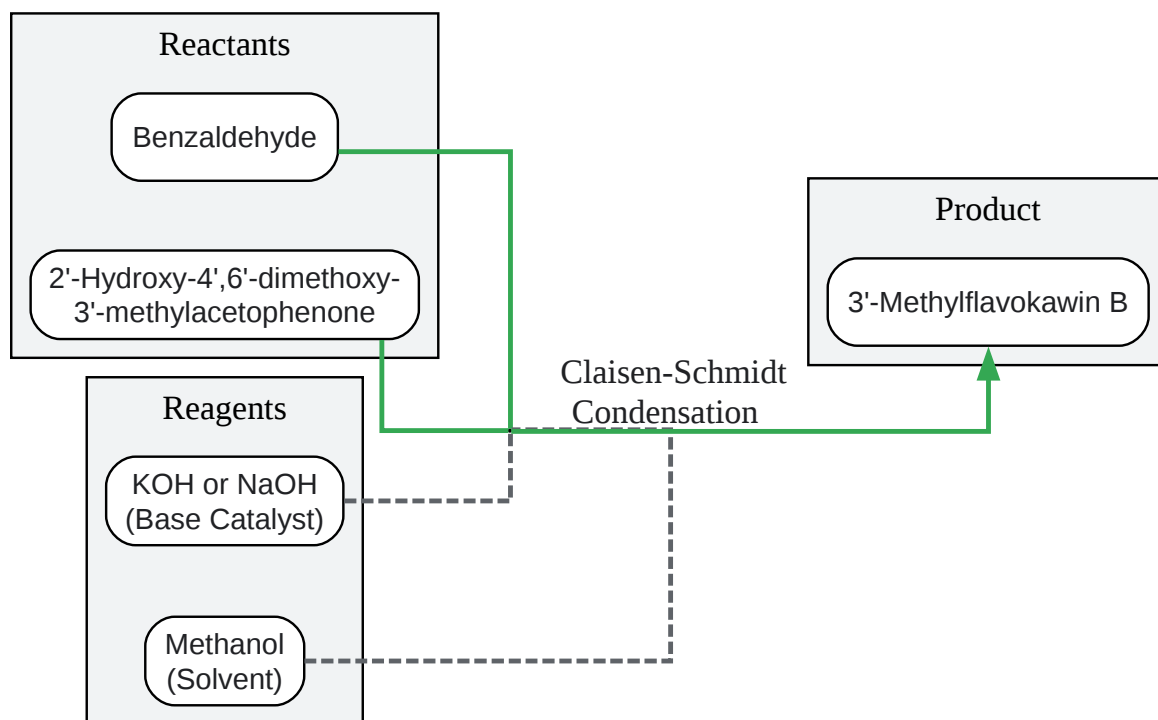 Reactants
Benzaldehyde
2'-Hydroxy-4',6'-dimethoxy-
3'-methylacetophenone
Reagents
KOH or NaOH
(Base Catalyst)
Methanol
(Solvent)
Claisen-Schmidt
Condensation
Product
3'-Methylflavokawin B